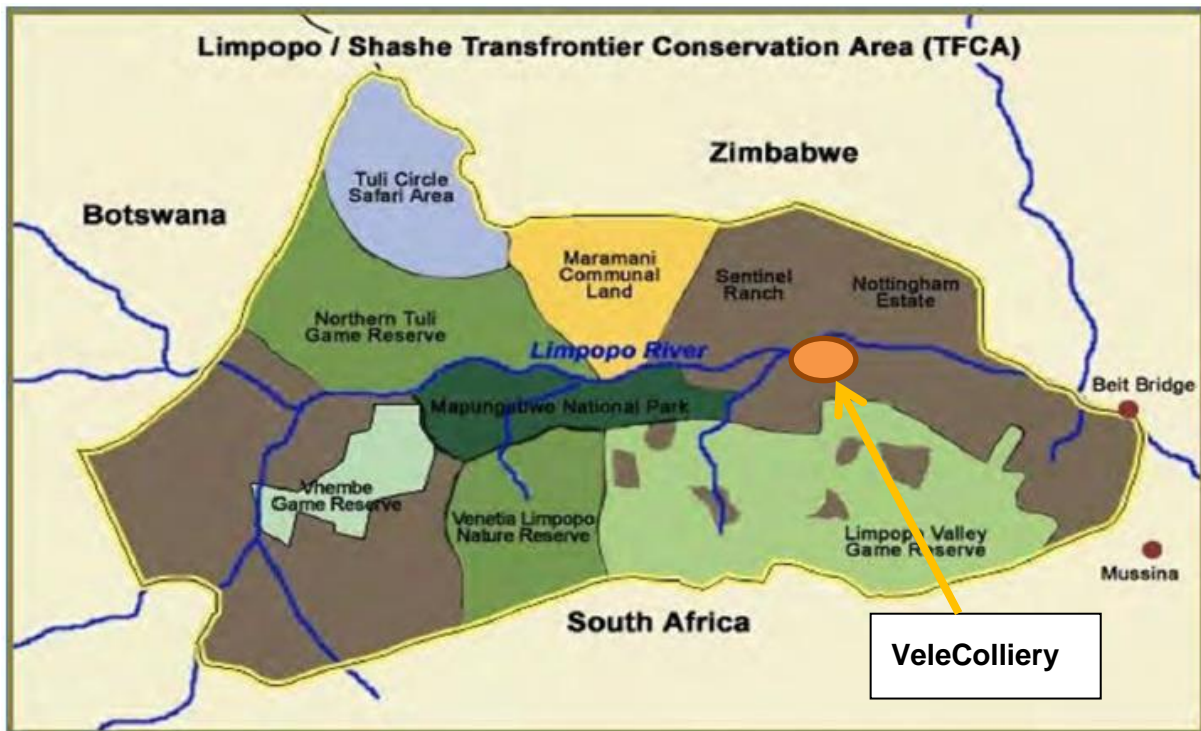 Limpopo / Shashe Transfrontier Conservation Area (TFCA)
Zimbabwe
Tuli Circle
Safari Area
Botswana
Maramani
Communal
Land
Sentinel
Ranch
Nottingham
Estate
Northern Tuli
Game Reserve
Limpopo River
Beit Bridge
Mapungabwe National Park
Vhembe
Game Reserve
Venetia Limpopo
Nature Reserve
Limpopo Valley
Game Reserve
Mussina
South Africa
VeleColliery